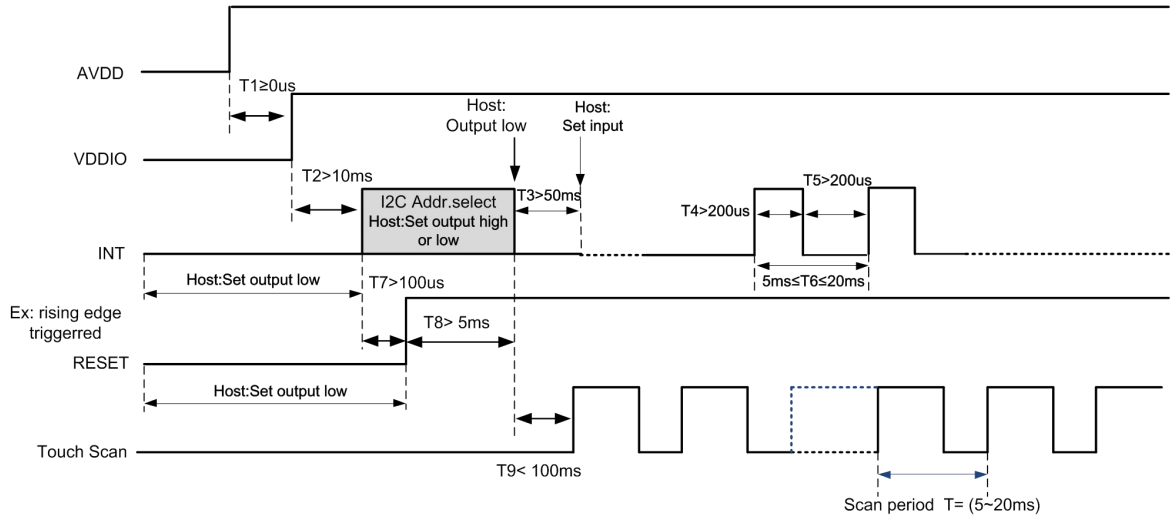 AVDD
T1≥0us
VDDIO
Host:
Output low
Host:
Set input
T2>10ms
I2C Addr.select
Host:Set output high
or low
T3>50ms
T4>200us
T5>200us
INT
Host:Set output low
T7>100us
5ms≤T6≤20ms
Ex: rising edge
triggerred
T8> 5ms
RESET
Host:Set output low
Touch Scan
T9< 100ms
Scan period T= (5~20ms)